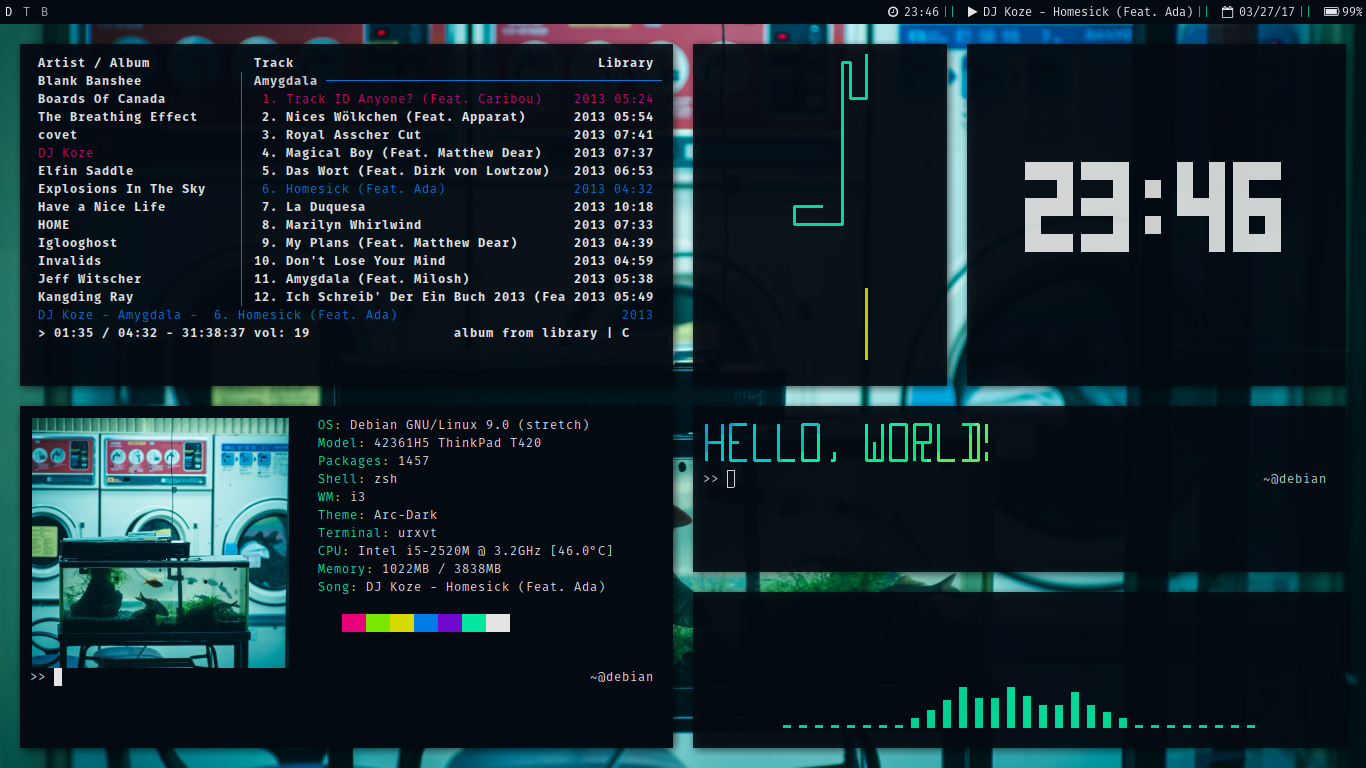 D T B
23:46 || DJ Koze - Homesick (Feat. Ada) || 03/27/17 || 99%
Artist / Album Track Library
Blank Banshee Amygdala
Boards Of Canada 1. Track ID Anyone? (Feat. Caribou) 2013 05:24
The Breathing Effect 2. Nices Wölkchen (Feat. Apparat) 2013 05:54
covet 3. Royal Asscher Cut 2013 07:41
DJ Koze 4. Magical Boy (Feat. Matthew Dear) 2013 07:37
Elfin Saddle 5. Das Wort (Feat. Dirk von Lowtzow) 2013 06:53
Explosions In The Sky 6. Homesick (Feat. Ada) 2013 04:32
Have a Nice Life 7. La Duquesa 2013 10:18
HOME 8. Marilyn Whirlwind 2013 07:33
Iglooghost 9. My Plans (Feat. Matthew Dear) 2013 04:39
Invalids 10. Don't Lose Your Mind 2013 04:59
Jeff Witscher 11. Amygdala (Feat. Milosh) 2013 05:38
Kangding Ray 12. Ich Schreib' Der Ein Buch 2013 (Fea 2013 05:49
DJ Koze - Amygdala - 6. Homesick (Feat. Ada) 2013
> 01:35 / 04:32 - 31:38:37 vol: 19 album from library | C
23:46
OS: Debian GNU/Linux 9.0 (stretch)
Model: 42361H5 ThinkPad T420
Packages: 1457
Shell: zsh
WM: i3
Theme: Arc-Dark
Terminal: urxvt
CPU: Intel i5-2520M @ 3.2GHz [46.0°C]
Memory: 1022MB / 3838MB
Song: DJ Koze - Homesick (Feat. Ada)
>> ~@debian
HELLO, WORLD!
>> ~@debian